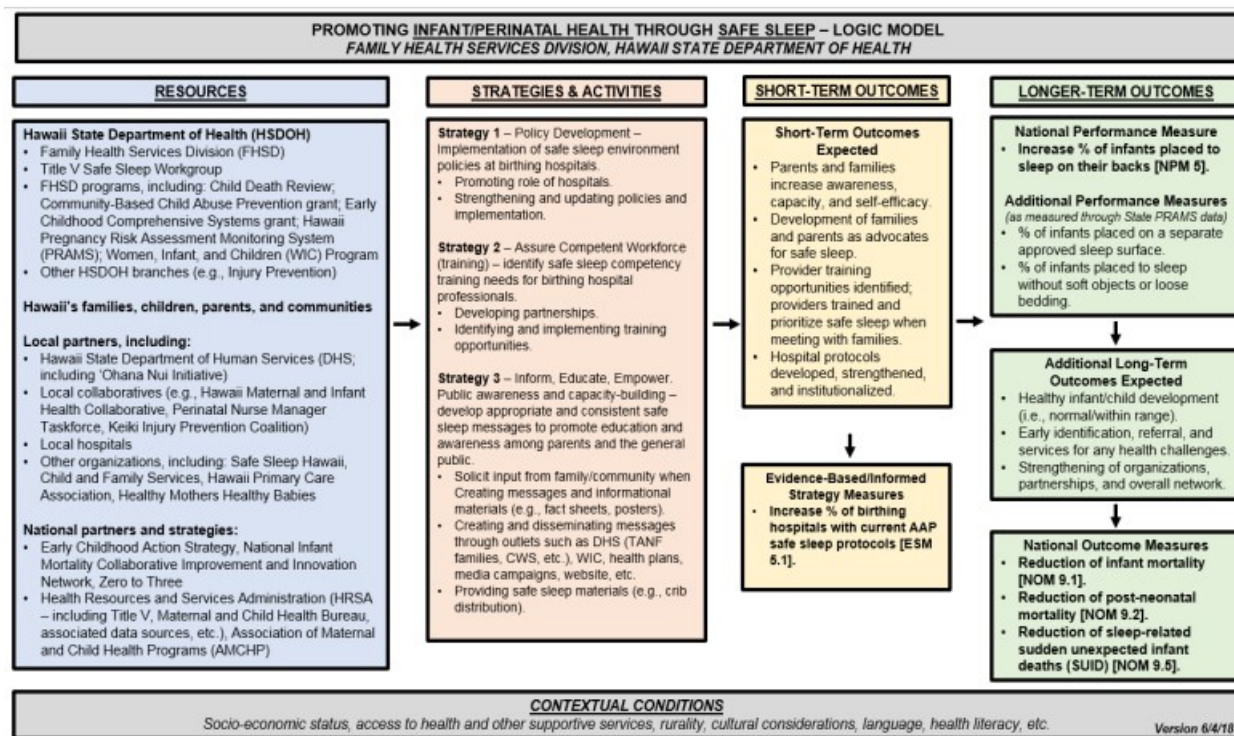 PROMOTING INFANT/PERINATAL HEALTH THROUGH SAFE SLEEP – LOGIC MODEL
FAMILY HEALTH SERVICES DIVISION, HAWAII STATE DEPARTMENT OF HEALTH
RESOURCES
Hawaii State Department of Health (HSDOH)
• Family Health Services Division (FHSD)
• Title V Safe Sleep Workgroup
• FHSD programs, including: Child Death Review;
Community-Based Child Abuse Prevention grant; Early
Childhood Comprehensive Systems grant; Hawaii
Pregnancy Risk Assessment Monitoring System
(PRAMS); Women, Infant, and Children (WIC) Program
• Other HSDOH branches (e.g., Injury Prevention)
Hawaii's families, children, parents, and communities
Local partners, including:
• Hawaii State Department of Human Services (DHS;
including 'Ohana Nui Initiative)
• Local collaboratives (e.g., Hawaii Maternal and Infant
Health Collaborative, Perinatal Nurse Manager
Taskforce, Keiki Injury Prevention Coalition)
• Local hospitals
• Other organizations, including: Safe Sleep Hawaii,
Child and Family Services, Hawaii Primary Care
Association, Healthy Mothers Healthy Babies
National partners and strategies:
• Early Childhood Action Strategy, National Infant
Mortality Collaborative Improvement and Innovation
Network, Zero to Three
• Health Resources and Services Administration (HRSA
– including Title V, Maternal and Child Health Bureau,
associated data sources, etc.), Association of Maternal
and Child Health Programs (AMCHP)
STRATEGIES & ACTIVITIES
Strategy 1 – Policy Development –
Implementation of safe sleep environment
policies at birthing hospitals.
• Promoting role of hospitals.
• Strengthening and updating policies and
implementation.
Strategy 2 – Assure Competent Workforce
(training) – identify safe sleep competency
training needs for birthing hospital
professionals.
• Developing partnerships.
• Identifying and implementing training
opportunities.
Strategy 3 – Inform, Educate, Empower.
Public awareness and capacity-building –
develop appropriate and consistent safe
sleep messages to promote education and
awareness among parents and the general
public.
• Solicit input from family/community when
Creating messages and informational
materials (e.g., fact sheets, posters).
• Creating and disseminating messages
through outlets such as DHS (TANF
families, CWS, etc.), WIC, health plans,
media campaigns, website, etc.
• Providing safe sleep materials (e.g., crib
distribution).
SHORT-TERM OUTCOMES
Short-Term Outcomes
Expected
• Parents and families
increase awareness,
capacity, and self-efficacy.
• Development of families
and parents as advocates
for safe sleep.
• Provider training
opportunities identified;
providers trained and
prioritize safe sleep when
meeting with families.
• Hospital protocols
developed, strengthened,
and institutionalized.
Evidence-Based/Informed
Strategy Measures
• Increase % of birthing
hospitals with current AAP
safe sleep protocols [ESM
5.1].
LONGER-TERM OUTCOMES
National Performance Measure
• Increase % of infants placed to
sleep on their backs [NPM 5].
Additional Performance Measures
(as measured through State PRAMS data)
• % of infants placed on a separate
approved sleep surface.
• % of infants placed to sleep
without soft objects or loose
bedding.
Additional Long-Term
Outcomes Expected
• Healthy infant/child development
(i.e., normal/within range).
• Early identification, referral, and
services for any health challenges.
• Strengthening of organizations,
partnerships, and overall network.
National Outcome Measures
• Reduction of infant mortality
[NOM 9.1].
• Reduction of post-neonatal
mortality [NOM 9.2].
• Reduction of sleep-related
sudden unexpected infant
deaths (SUID) [NOM 9.5].
CONTEXTUAL CONDITIONS
Socio-economic status, access to health and other supportive services, rurality, cultural considerations, language, health literacy, etc.
Version 6/4/18